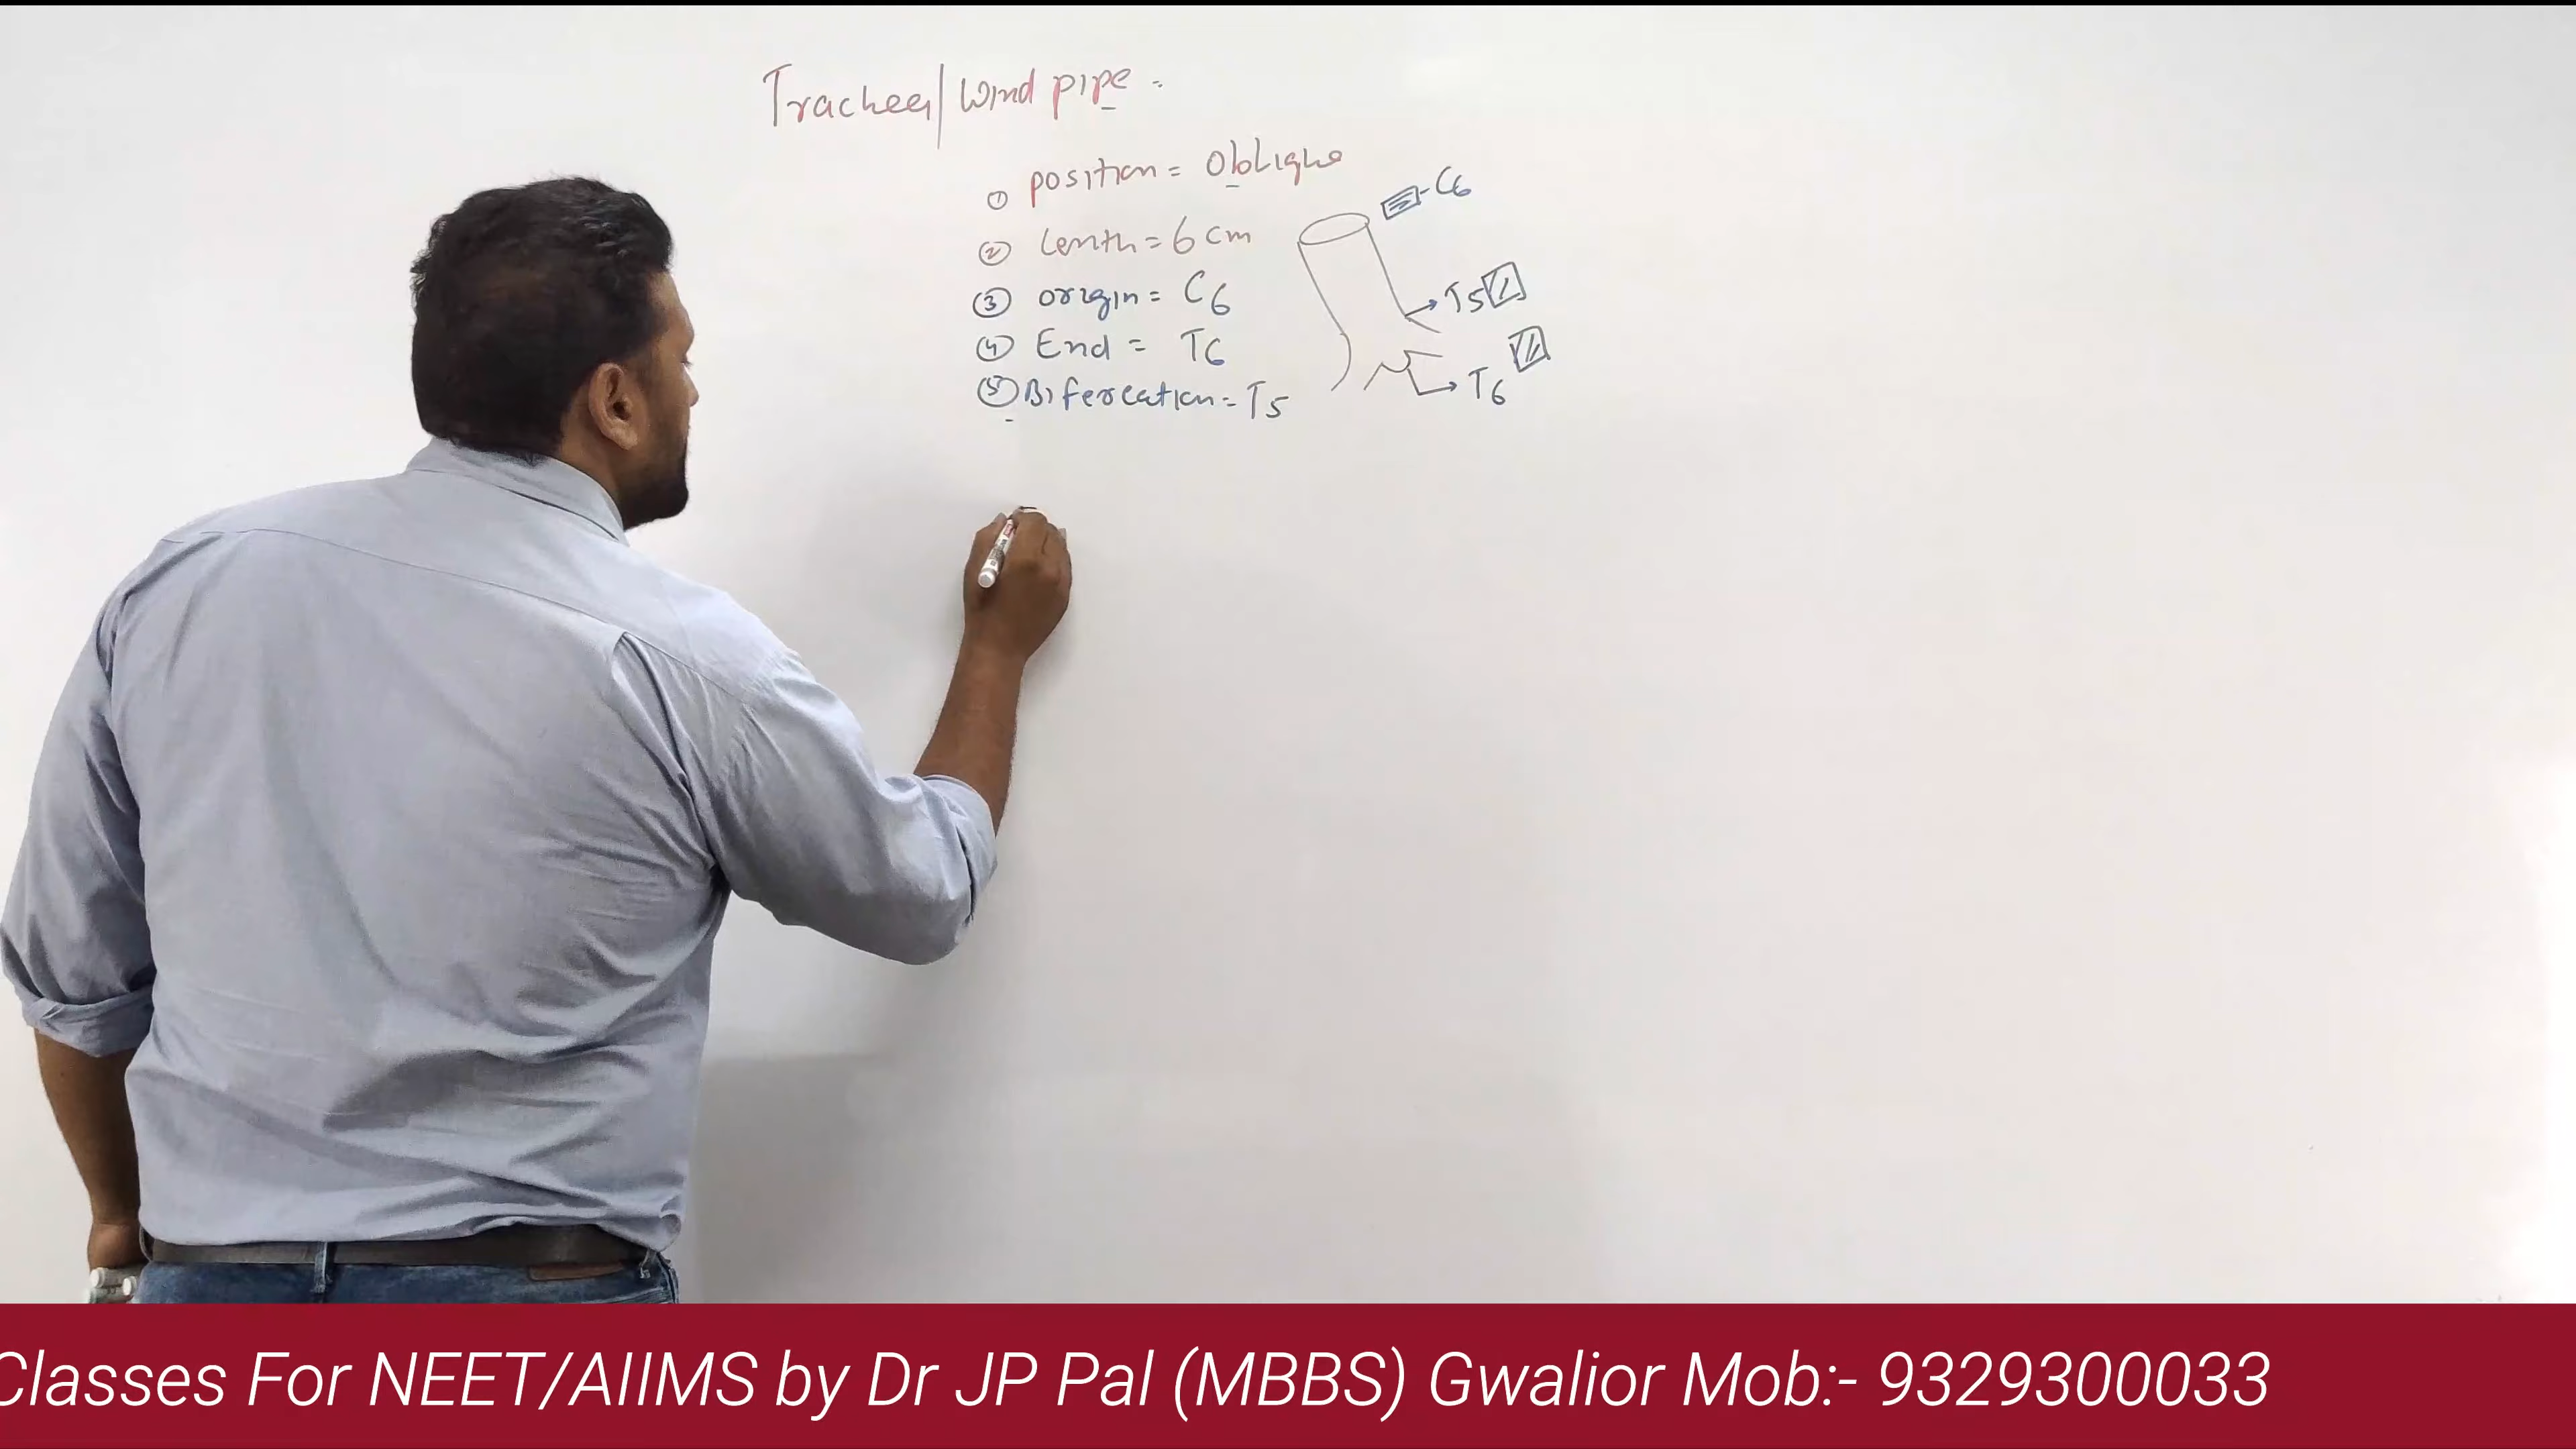 Trachea/Wind pipe -
① position = Oblique
② Lenth = 6 cm
③ origin = C6
④ End = T6
⑤ Bifercation = T5
C6
T5
T6
Classes For NEET/AIIMS by Dr JP Pal (MBBS) Gwalior Mob:- 9329300033